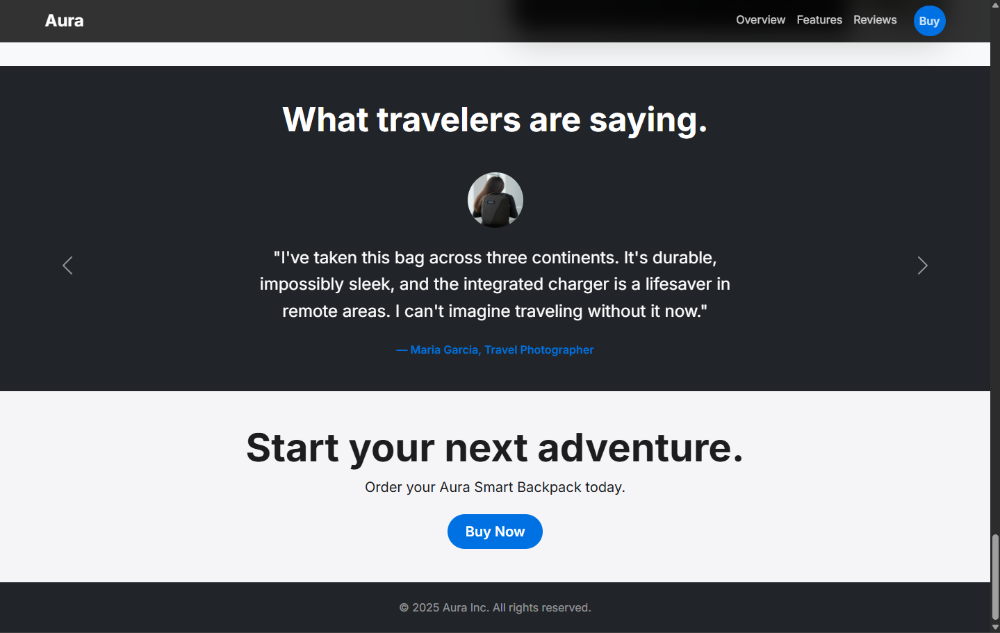 Aura
Overview Features Reviews Buy
What travelers are saying.
"I've taken this bag across three continents. It's durable,
impossibly sleek, and the integrated charger is a lifesaver in
remote areas. I can't imagine traveling without it now."
— Maria Garcia, Travel Photographer
Start your next adventure.
Order your Aura Smart Backpack today.
Buy Now
© 2025 Aura Inc. All rights reserved.